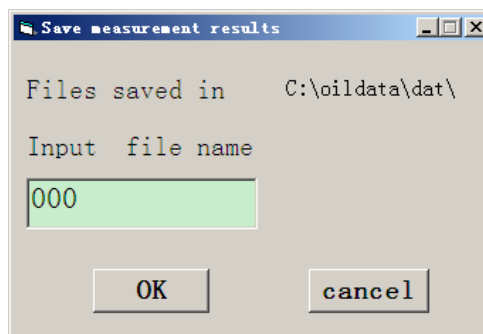 Save measurement results
Files saved in C:\oildata\dat\
Input file name
000
OK cancel